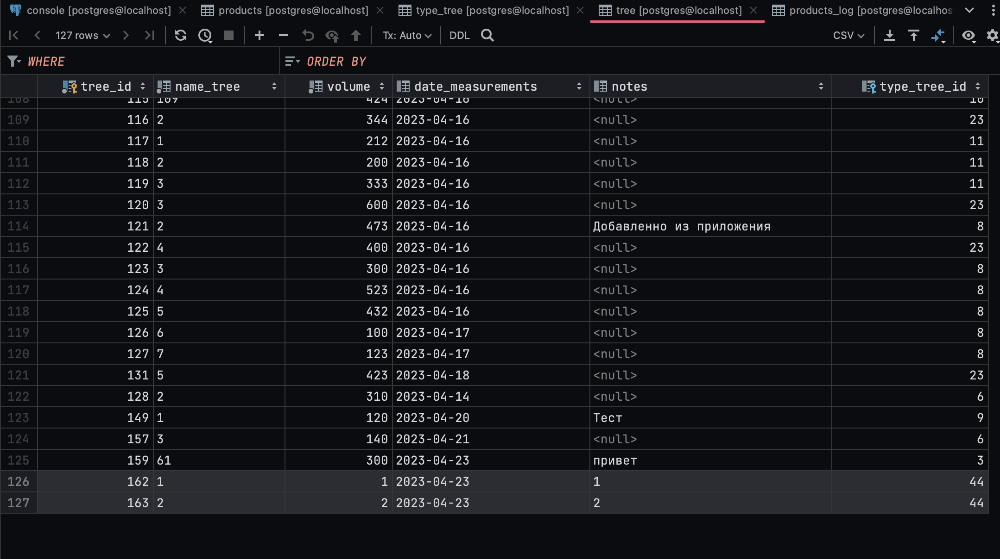 console [postgres@localhost] products [postgres@localhost] type_tree [postgres@localhost] tree [postgres@localhost] products_log [postgres@localhos
127 rows Tx: Auto DDL CSV
WHERE ORDER BY
tree_id name_tree volume date_measurements notes type_tree_id
108 115 109 424 2023-04-16 <null> 10
109 116 2 344 2023-04-16 <null> 23
110 117 1 212 2023-04-16 <null> 11
111 118 2 200 2023-04-16 <null> 11
112 119 3 333 2023-04-16 <null> 11
113 120 3 600 2023-04-16 <null> 23
114 121 2 473 2023-04-16 Добавленно из приложения 8
115 122 4 400 2023-04-16 <null> 23
116 123 3 300 2023-04-16 <null> 8
117 124 4 523 2023-04-16 <null> 8
118 125 5 432 2023-04-16 <null> 8
119 126 6 100 2023-04-17 <null> 8
120 127 7 123 2023-04-17 <null> 8
121 131 5 423 2023-04-18 <null> 23
122 128 2 310 2023-04-14 <null> 6
123 149 1 120 2023-04-20 Тест 9
124 157 3 140 2023-04-21 <null> 6
125 159 61 300 2023-04-23 привет 3
126 162 1 1 2023-04-23 1 44
127 163 2 2 2023-04-23 2 44